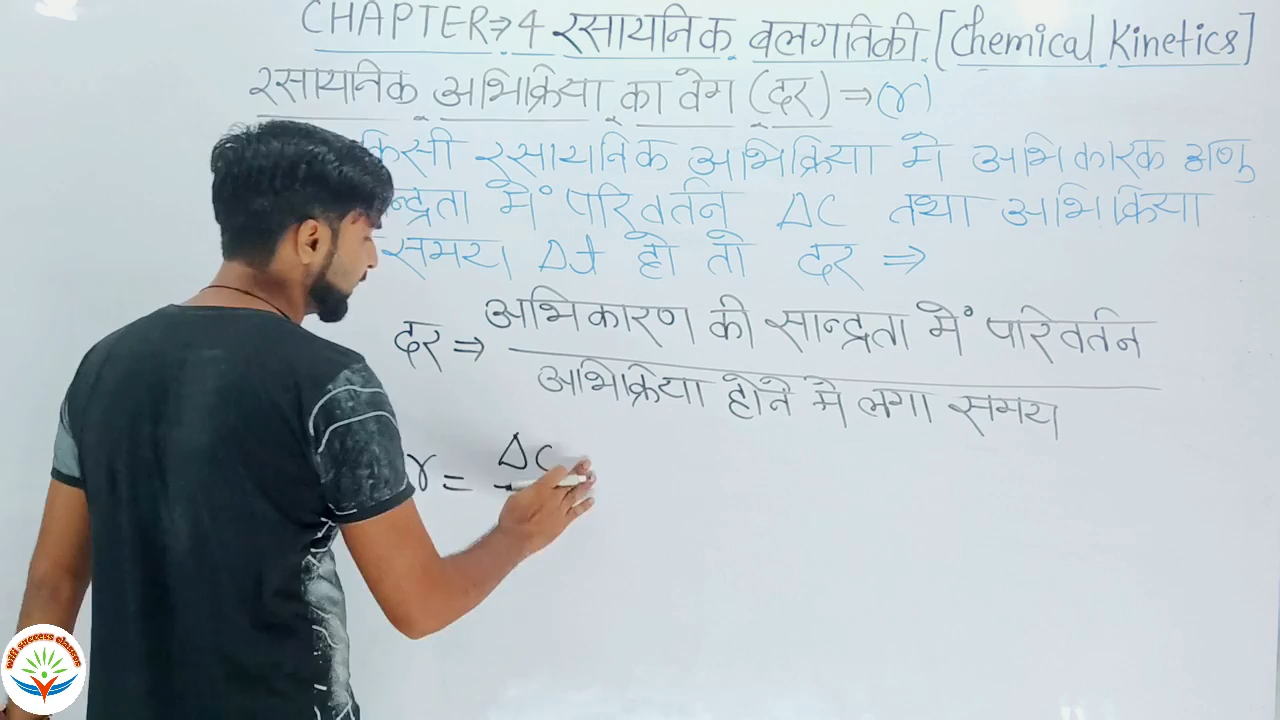 CHAPTER⇒4 रसायनिक बलगतिकी [Chemical Kinetics]
रसायनिक अभिक्रिया का वेग (दर) ⇒(r)
किसी रसायनिक अभिक्रिया मे अभिकारक अणु
न्द्रता में परिवर्तन ΔC तथा अभिक्रिया
समय Δt हो तो दर ⇒
दर ⇒ अभिकारण की सान्द्रता में परिवर्तन
अभिक्रिया होने मे लगा समय
r = ΔC
success classes